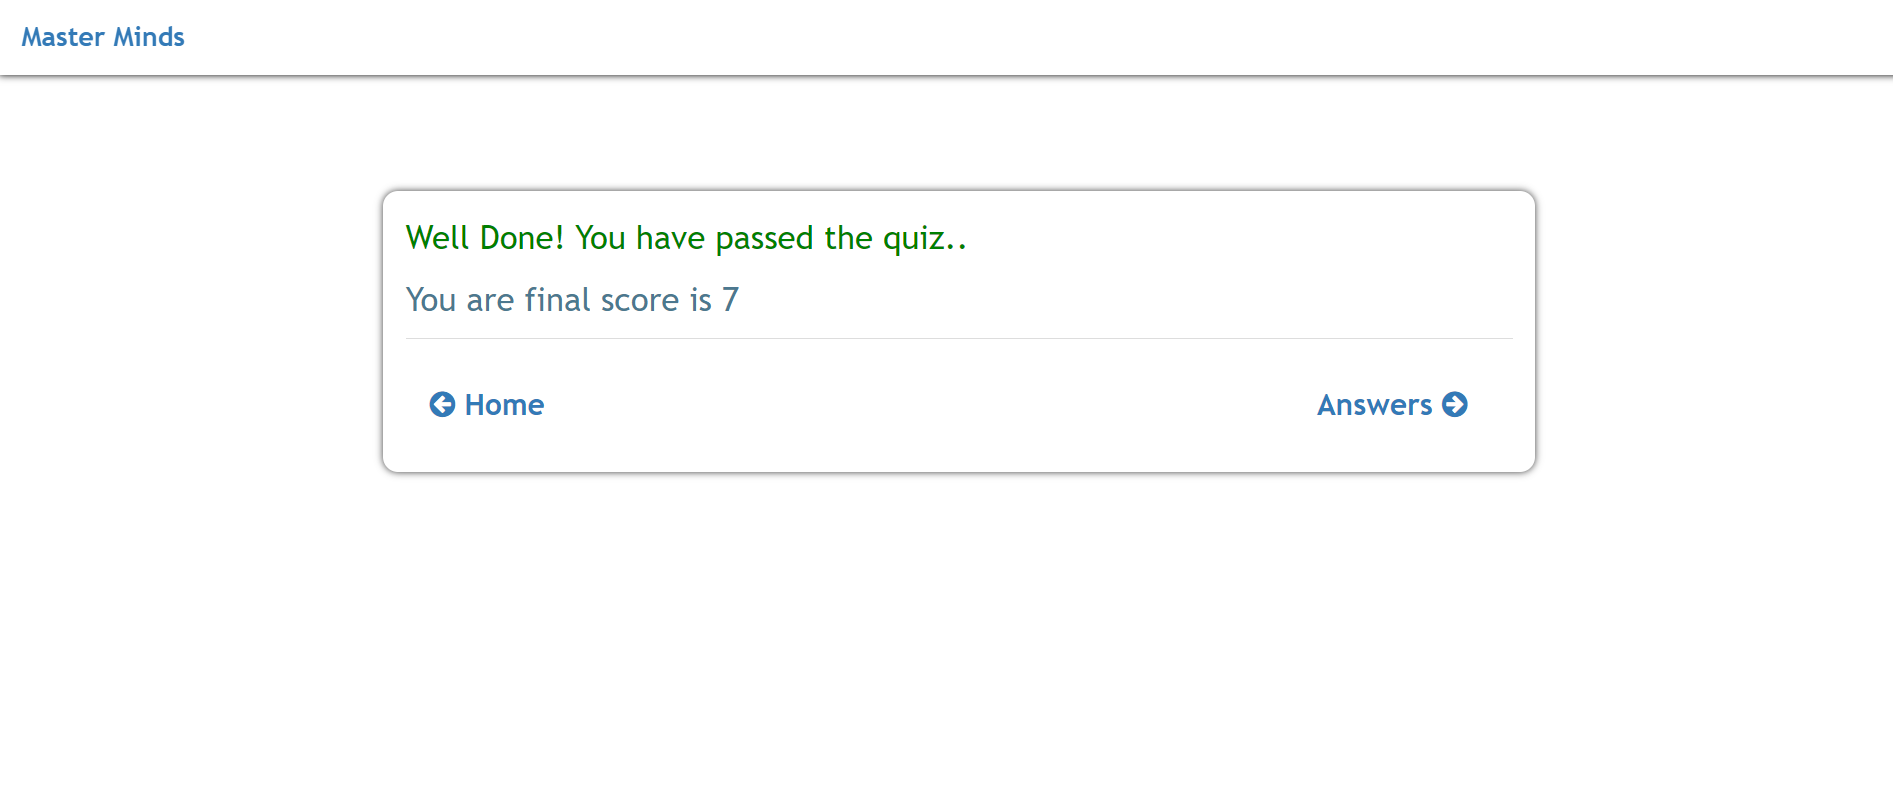 Master Minds
Well Done! You have passed the quiz..
You are final score is 7
Home
Answers